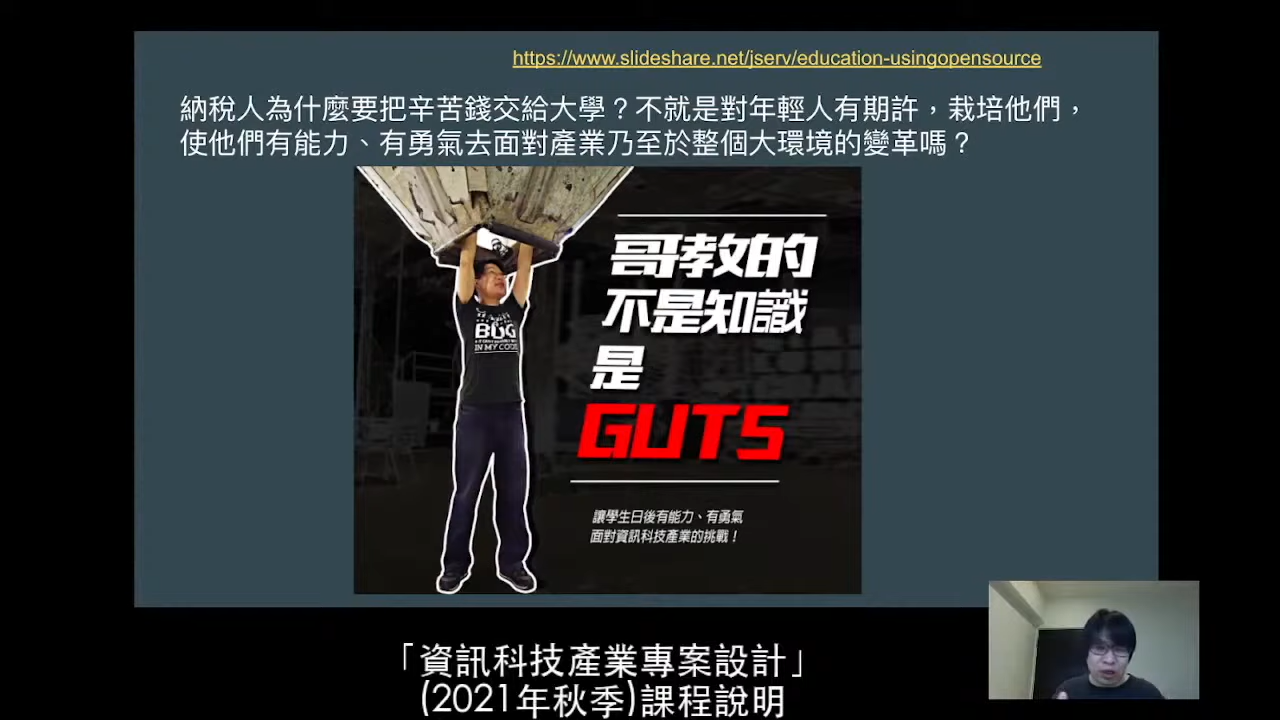 https://www.slideshare.net/jserv/education-usingopensource
納稅人為什麼要把辛苦錢交給大學？不就是對年輕人有期許，栽培他們，
使他們有能力、有勇氣去面對產業乃至於整個大環境的變革嗎？
哥教的
不是知識
是
GUTS
BUG
IN MY CODE
讓學生日後有能力、有勇氣
面對資訊科技產業的挑戰！
「資訊科技產業專案設計」
(2021年秋季)課程說明